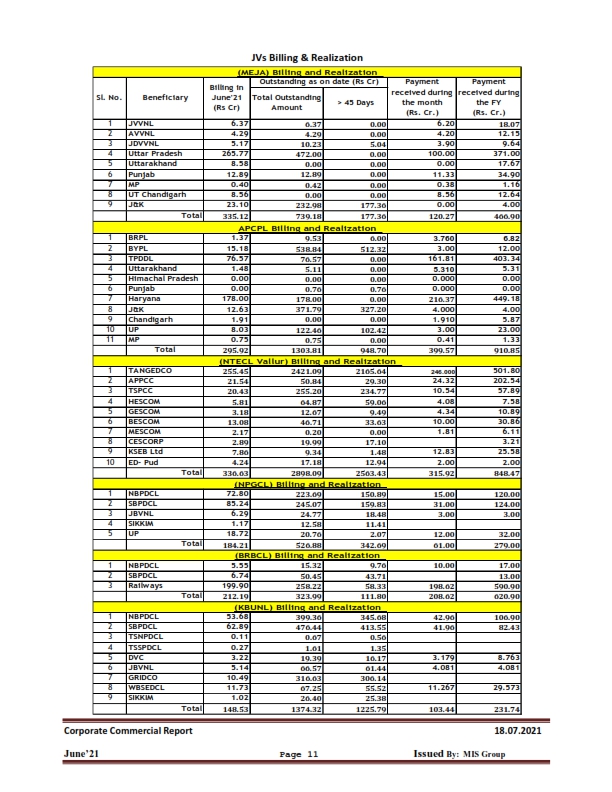 JVs Billing & Realization
(MEJA) Billing and Realization
Sl. No. Beneficiary Billing in June'21 (Rs Cr) Outstanding as on date (Rs Cr) Total Outstanding Amount > 45 Days Payment received during the month (Rs. Cr.) Payment received during the FY (Rs. Cr.)
1 JVVNL 6.37 6.37 0.00 6.20 18.07
2 AVVNL 4.29 4.29 0.00 4.20 12.15
3 JDVVNL 5.17 10.23 5.04 3.90 9.64
4 Uttar Pradesh 265.77 472.00 0.00 100.00 371.00
5 Uttarakhand 8.58 0.00 0.00 0.00 17.67
6 Punjab 12.89 12.89 0.00 11.33 34.90
7 MP 0.40 0.42 0.00 0.38 1.16
8 UT Chandigarh 8.56 0.00 0.00 8.56 12.64
9 J&K 23.10 232.98 177.36 0.00 4.00
Total 335.12 739.18 177.36 120.27 466.90
APCPL Billing and Realization
1 BRPL 1.37 9.53 6.00 3.760 6.82
2 BYPL 15.18 538.84 512.32 3.00 12.00
3 TPDDL 76.57 76.57 0.00 161.81 403.34
4 Uttarakhand 1.48 5.11 0.00 5.310 5.31
5 Himachal Pradesh 0.00 0.00 0.00 0.000 0.00
6 Punjab 0.00 0.76 0.76 0.000 0.00
7 Haryana 178.00 178.00 0.00 216.37 449.18
8 J&K 12.63 371.79 327.20 4.000 4.00
9 Chandigarh 1.91 0.00 0.00 1.910 5.87
10 UP 8.03 122.46 102.42 3.00 23.00
11 MP 0.75 0.75 0.00 0.41 1.33
Total 295.92 1303.81 948.70 399.57 910.85
(NTECL Vallur) Billing and Realization
1 TANGEDCO 255.45 2421.09 2165.64 246.000 501.80
2 APPCC 21.54 50.84 29.30 24.32 202.54
3 TSPCC 20.43 255.20 234.77 10.54 57.89
4 HESCOM 5.81 64.87 59.06 4.08 7.58
5 GESCOM 3.18 12.67 9.49 4.34 10.89
6 BESCOM 13.08 46.71 33.63 10.00 30.86
7 MESCOM 2.17 0.20 0.00 1.81 6.11
8 CESCORP 2.89 19.99 17.10 3.21
9 KSEB Ltd 7.86 9.34 1.48 12.83 25.58
10 ED- Pud 4.24 17.18 12.94 2.00 2.00
Total 336.63 2898.09 2563.43 315.92 848.47
(NPGCL) Billing and Realization
1 NBPDCL 72.80 223.69 150.89 15.00 120.00
2 SBPDCL 85.24 245.07 159.83 31.00 124.00
3 JBVNL 6.29 24.77 18.48 3.00 3.00
4 SIKKIM 1.17 12.58 11.41
5 UP 18.72 20.76 2.07 12.00 32.00
Total 184.21 526.88 342.69 61.00 279.00
(BRBCL) Billing and Realization
1 NBPDCL 5.55 15.32 9.76 10.00 17.00
2 SBPDCL 6.74 50.45 43.71 13.00
3 Railways 199.90 258.22 58.33 198.62 590.90
Total 212.19 323.99 111.80 208.62 620.90
(KBUNL) Billing and Realization
1 NBPDCL 53.68 399.36 345.68 42.96 106.90
2 SBPDCL 62.89 476.44 413.55 41.96 82.43
3 TSNPDCL 0.11 0.67 0.56
4 TSSPDCL 0.27 1.61 1.35
5 DVC 3.22 19.39 16.17 3.179 8.763
6 JBVNL 5.14 66.57 61.44 4.081 4.081
7 GRIDCO 10.49 316.63 306.14
8 WBSEDCL 11.73 67.25 55.52 11.267 29.573
9 SIKKIM 1.02 26.40 25.38
Total 148.53 1374.32 1225.79 103.44 231.74
Corporate Commercial Report 18.07.2021
June'21 Page 11 Issued By: MIS Group